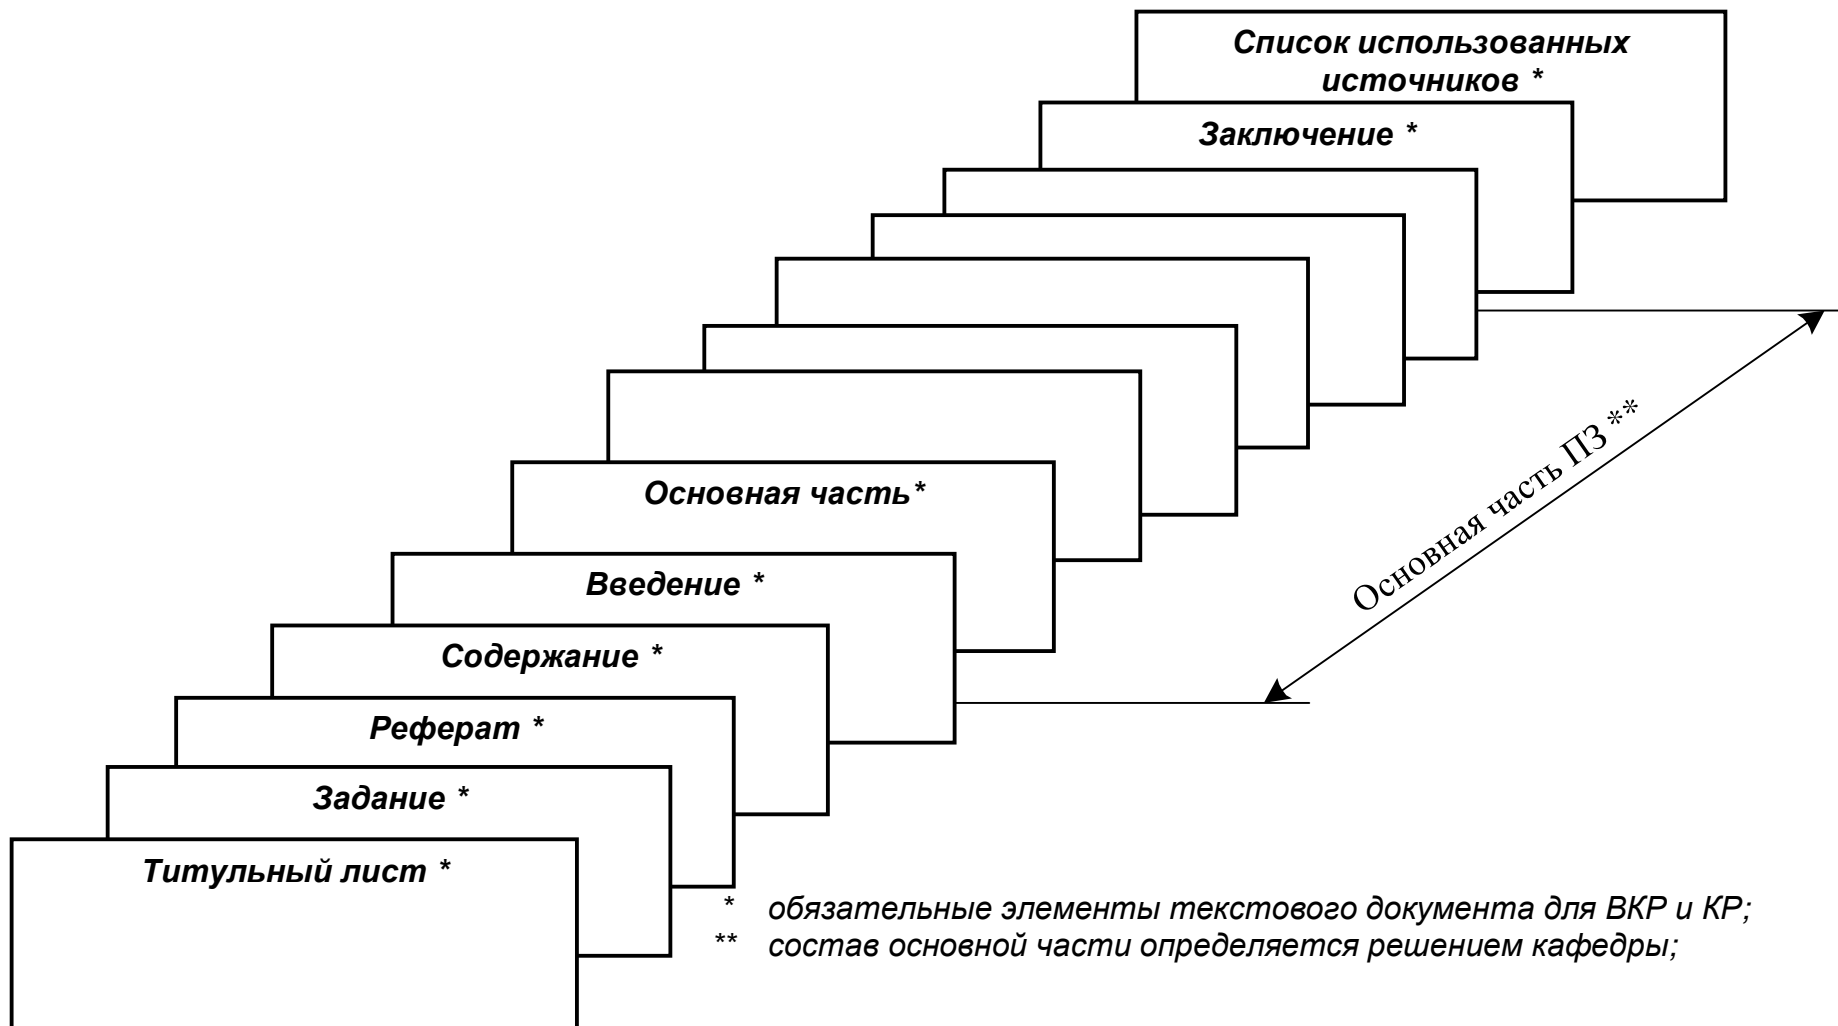 Список использованных
источников *
Заключение *
Основная часть ПЗ **
Основная часть*
Введение *
Содержание *
Реферат *
Задание *
Титульный лист *
* обязательные элементы текстового документа для ВКР и КР;
** состав основной части определяется решением кафедры;